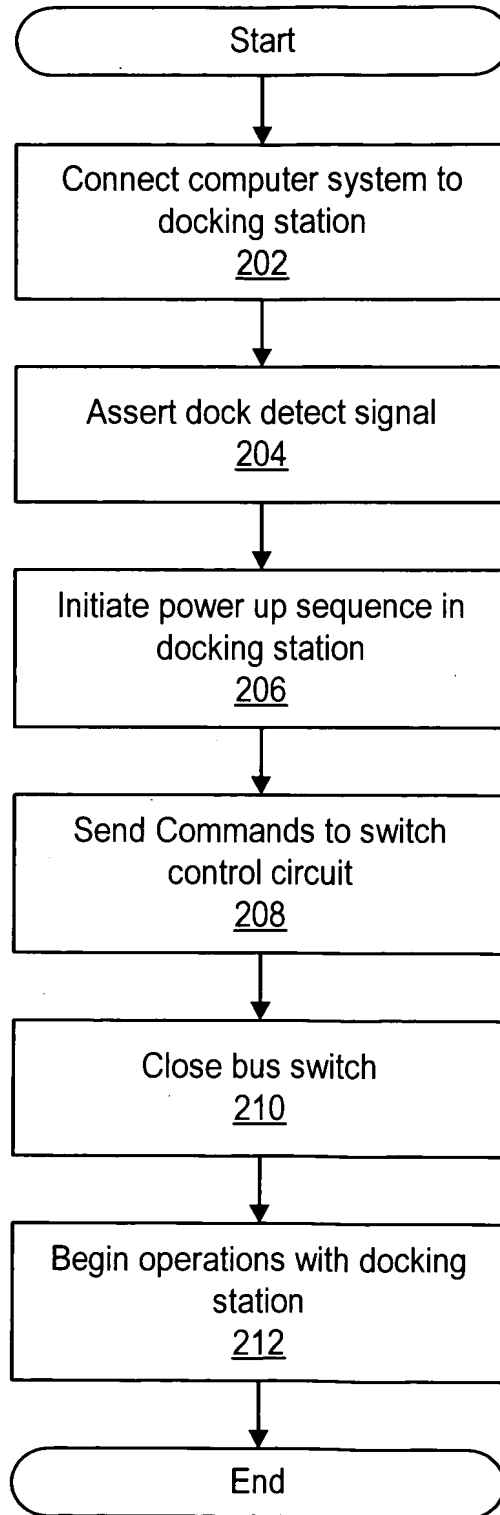 Start
Connect computer system to
docking station
202
Assert dock detect signal
204
Initiate power up sequence in
docking station
206
Send Commands to switch
control circuit
208
Close bus switch
210
Begin operations with docking
station
212
End